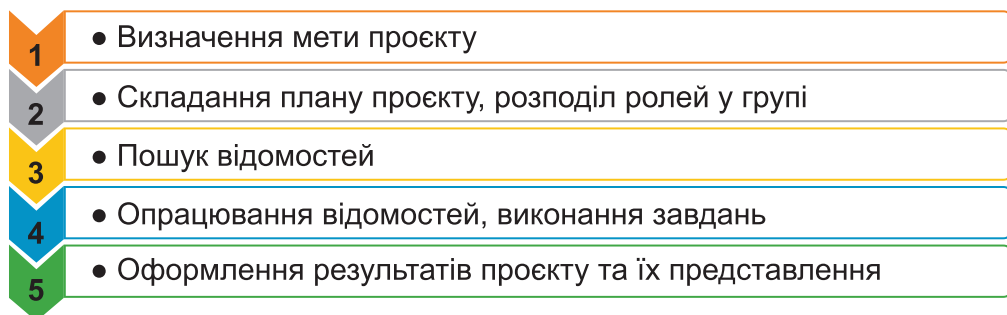 1 ● Визначення мети проєкту
2 ● Складання плану проєкту, розподіл ролей у групі
3 ● Пошук відомостей
4 ● Опрацювання відомостей, виконання завдань
5 ● Оформлення результатів проєкту та їх представлення